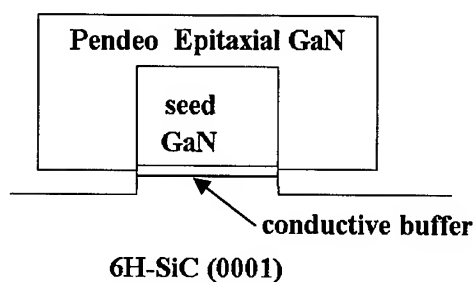 Pendeo Epitaxial GaN
seed
GaN
conductive buffer
6H-SiC (0001)